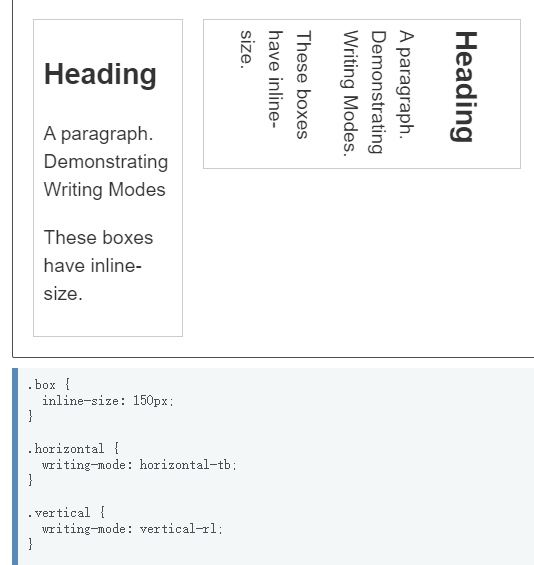 Heading
A paragraph.
Demonstrating
Writing Modes
These boxes
have inline-
size.
Heading
A paragraph.
Demonstrating
Writing Modes.
These boxes
have inline-
size.
.box {
  inline-size: 150px;
}
.horizontal {
  writing-mode: horizontal-tb;
}
.vertical {
  writing-mode: vertical-rl;
}